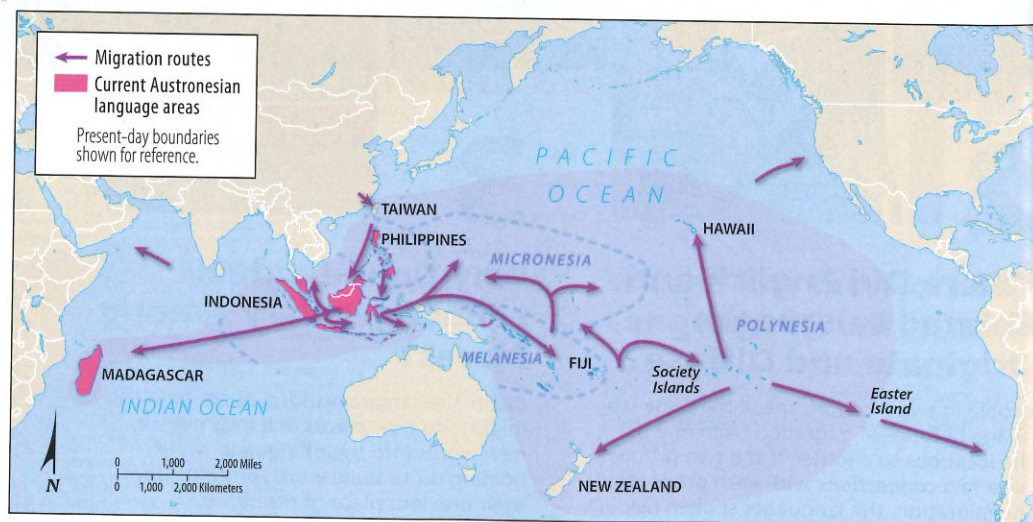 Migration routes
Current Austronesian
language areas
Present-day boundaries
shown for reference.
PACIFIC
OCEAN
TAIWAN
PHILIPPINES
HAWAII
MICRONESIA
INDONESIA
POLYNESIA
MELANESIA
FIJI
MADAGASCAR
Society
Islands
Easter
Island
INDIAN OCEAN
0 1,000 2,000 Miles
0 1,000 2,000 Kilometers
N
NEW ZEALAND